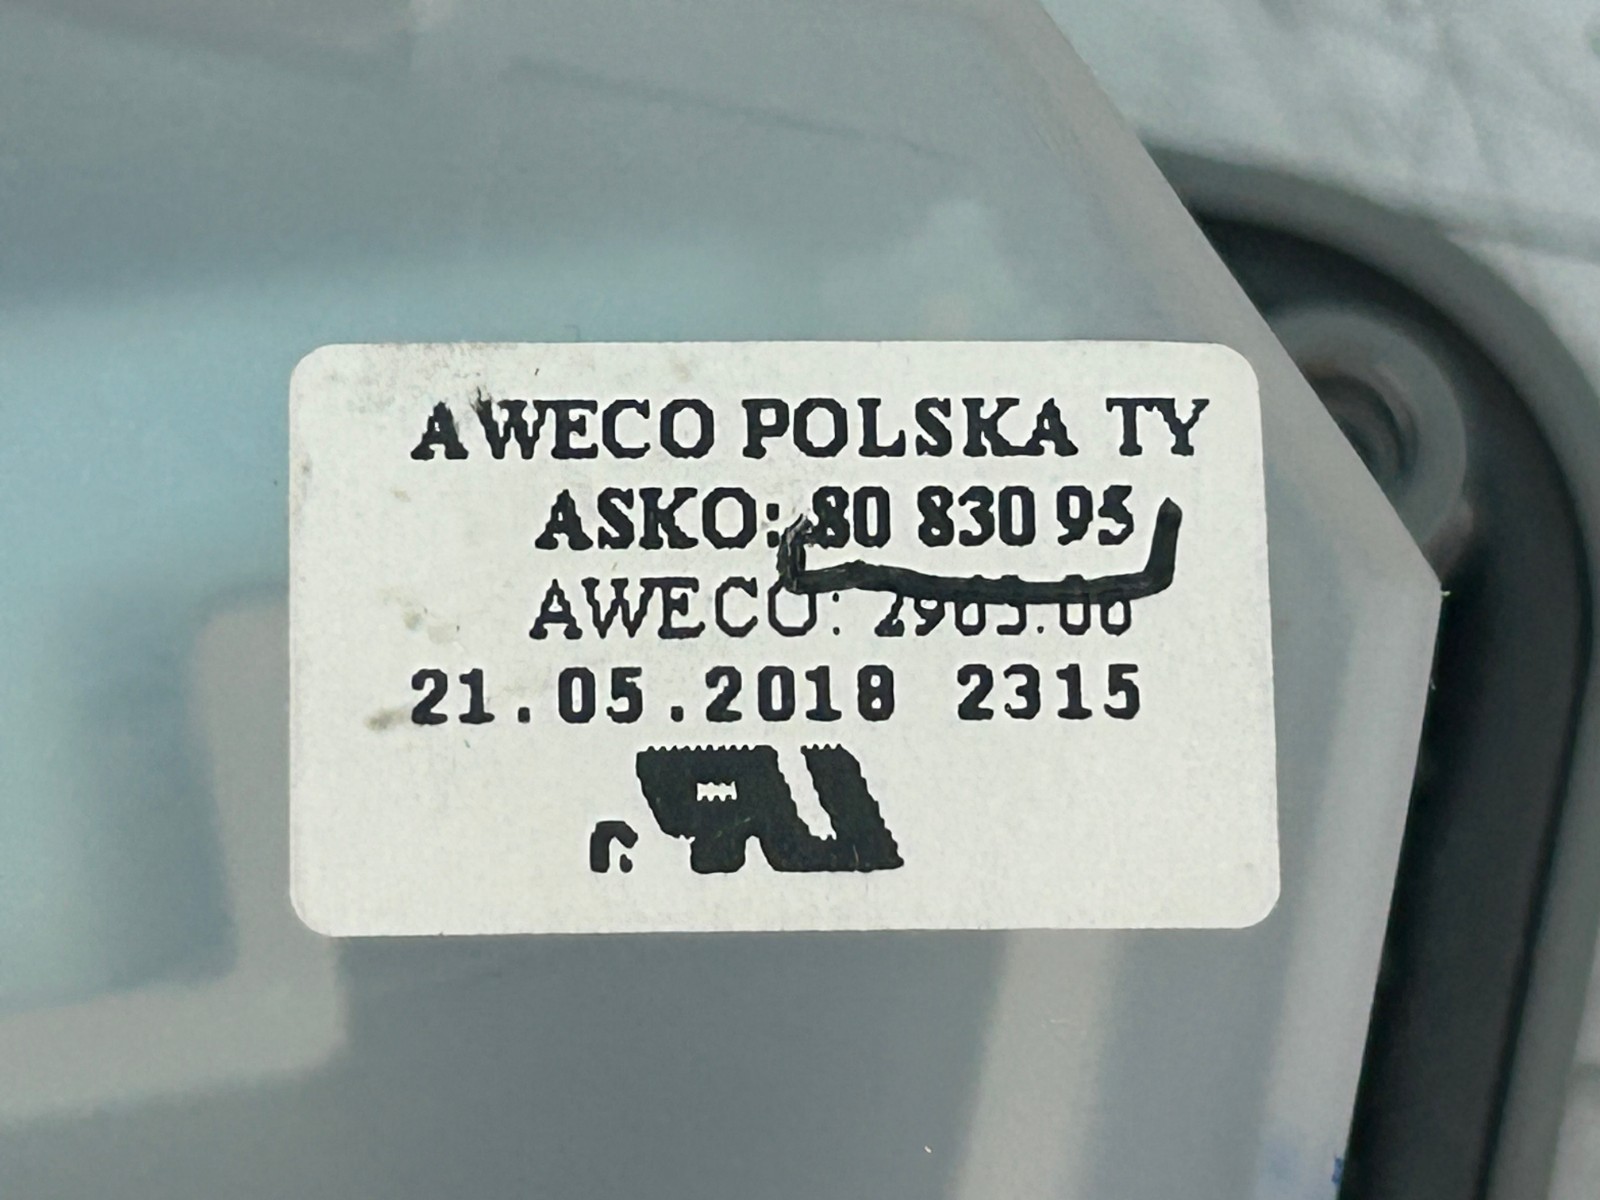 AWECO POLSKA TY
ASKO: 80 830 95
AWECO:
21.05.2018 2315